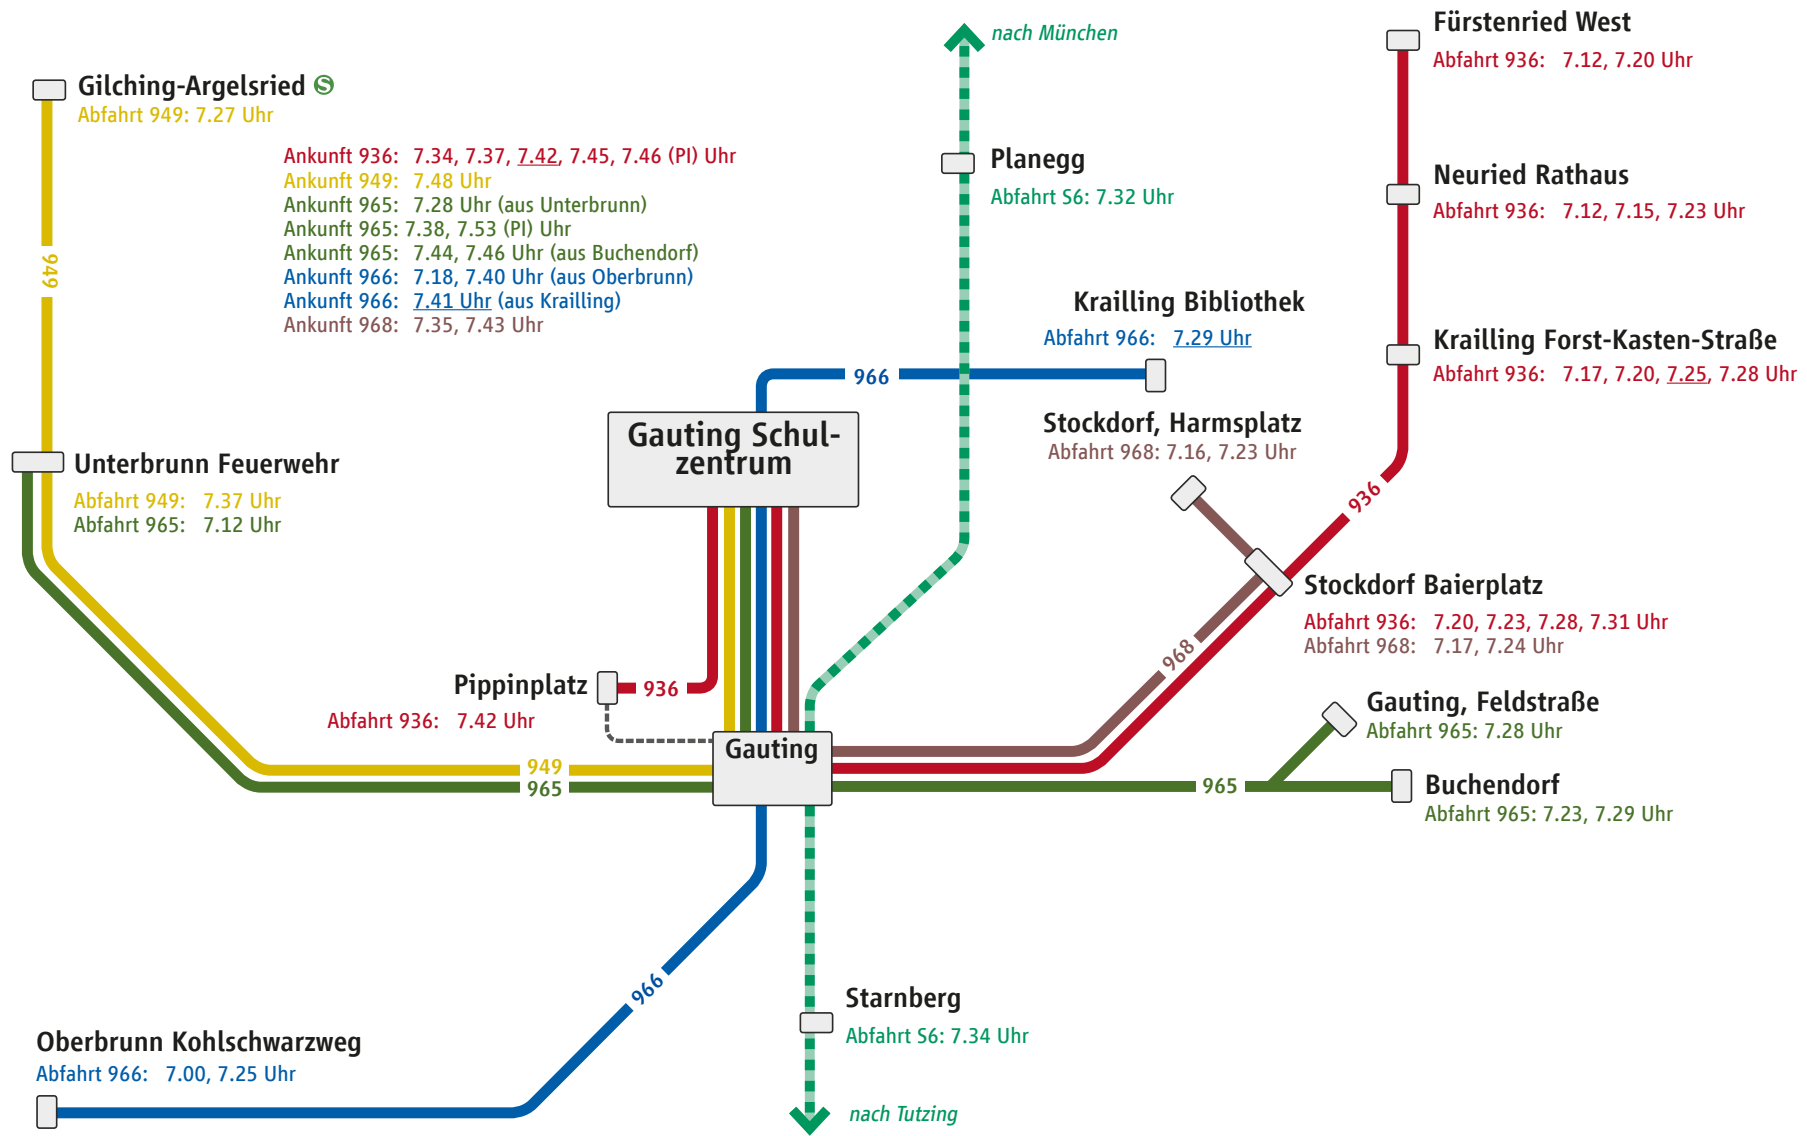 nach München
Fürstenried West
Abfahrt 936: 7.12, 7.20 Uhr
Gilching-Argelsried S
Abfahrt 949: 7.27 Uhr
Ankunft 936: 7.34, 7.37, 7.42, 7.45, 7.46 (PI) Uhr
Ankunft 949: 7.48 Uhr
Ankunft 965: 7.28 Uhr (aus Unterbrunn)
Ankunft 965: 7.38, 7.53 (PI) Uhr
Ankunft 965: 7.44, 7.46 Uhr (aus Buchendorf)
Ankunft 966: 7.18, 7.40 Uhr (aus Oberbrunn)
Ankunft 966: 7.41 Uhr (aus Krailling)
Ankunft 968: 7.35, 7.43 Uhr
Planegg
Abfahrt S6: 7.32 Uhr
Neuried Rathaus
Abfahrt 936: 7.12, 7.15, 7.23 Uhr
949
Krailling Bibliothek
Abfahrt 966: 7.29 Uhr
966
Krailling Forst-Kasten-Straße
Abfahrt 936: 7.17, 7.20, 7.25, 7.28 Uhr
Gauting Schul-
zentrum
Stockdorf, Harmsplatz
Abfahrt 968: 7.16, 7.23 Uhr
Unterbrunn Feuerwehr
Abfahrt 949: 7.37 Uhr
Abfahrt 965: 7.12 Uhr
936
Stockdorf Baierplatz
Abfahrt 936: 7.20, 7.23, 7.28, 7.31 Uhr
Abfahrt 968: 7.17, 7.24 Uhr
968
Pippinplatz
936
Abfahrt 936: 7.42 Uhr
Gauting, Feldstraße
Abfahrt 965: 7.28 Uhr
Gauting
949
965
965
Buchendorf
Abfahrt 965: 7.23, 7.29 Uhr
966
Starnberg
Abfahrt S6: 7.34 Uhr
Oberbrunn Kohlschwarzweg
Abfahrt 966: 7.00, 7.25 Uhr
nach Tutzing